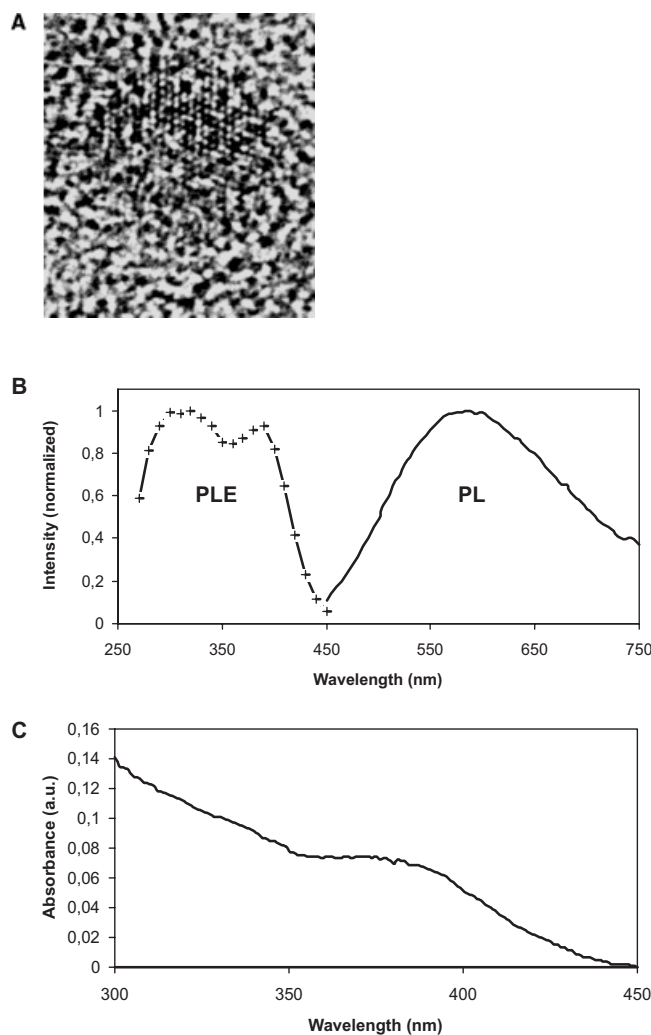 A
B
Intensity (normalized)
1
0,8
0,6
0,4
0,2
0
PLE
PL
250 350 450 550 650 750
Wavelength (nm)
C
Absorbance (a.u.)
0,16
0,14
0,12
0,1
0,08
0,06
0,04
0,02
0
300 350 400 450
Wavelength (nm)